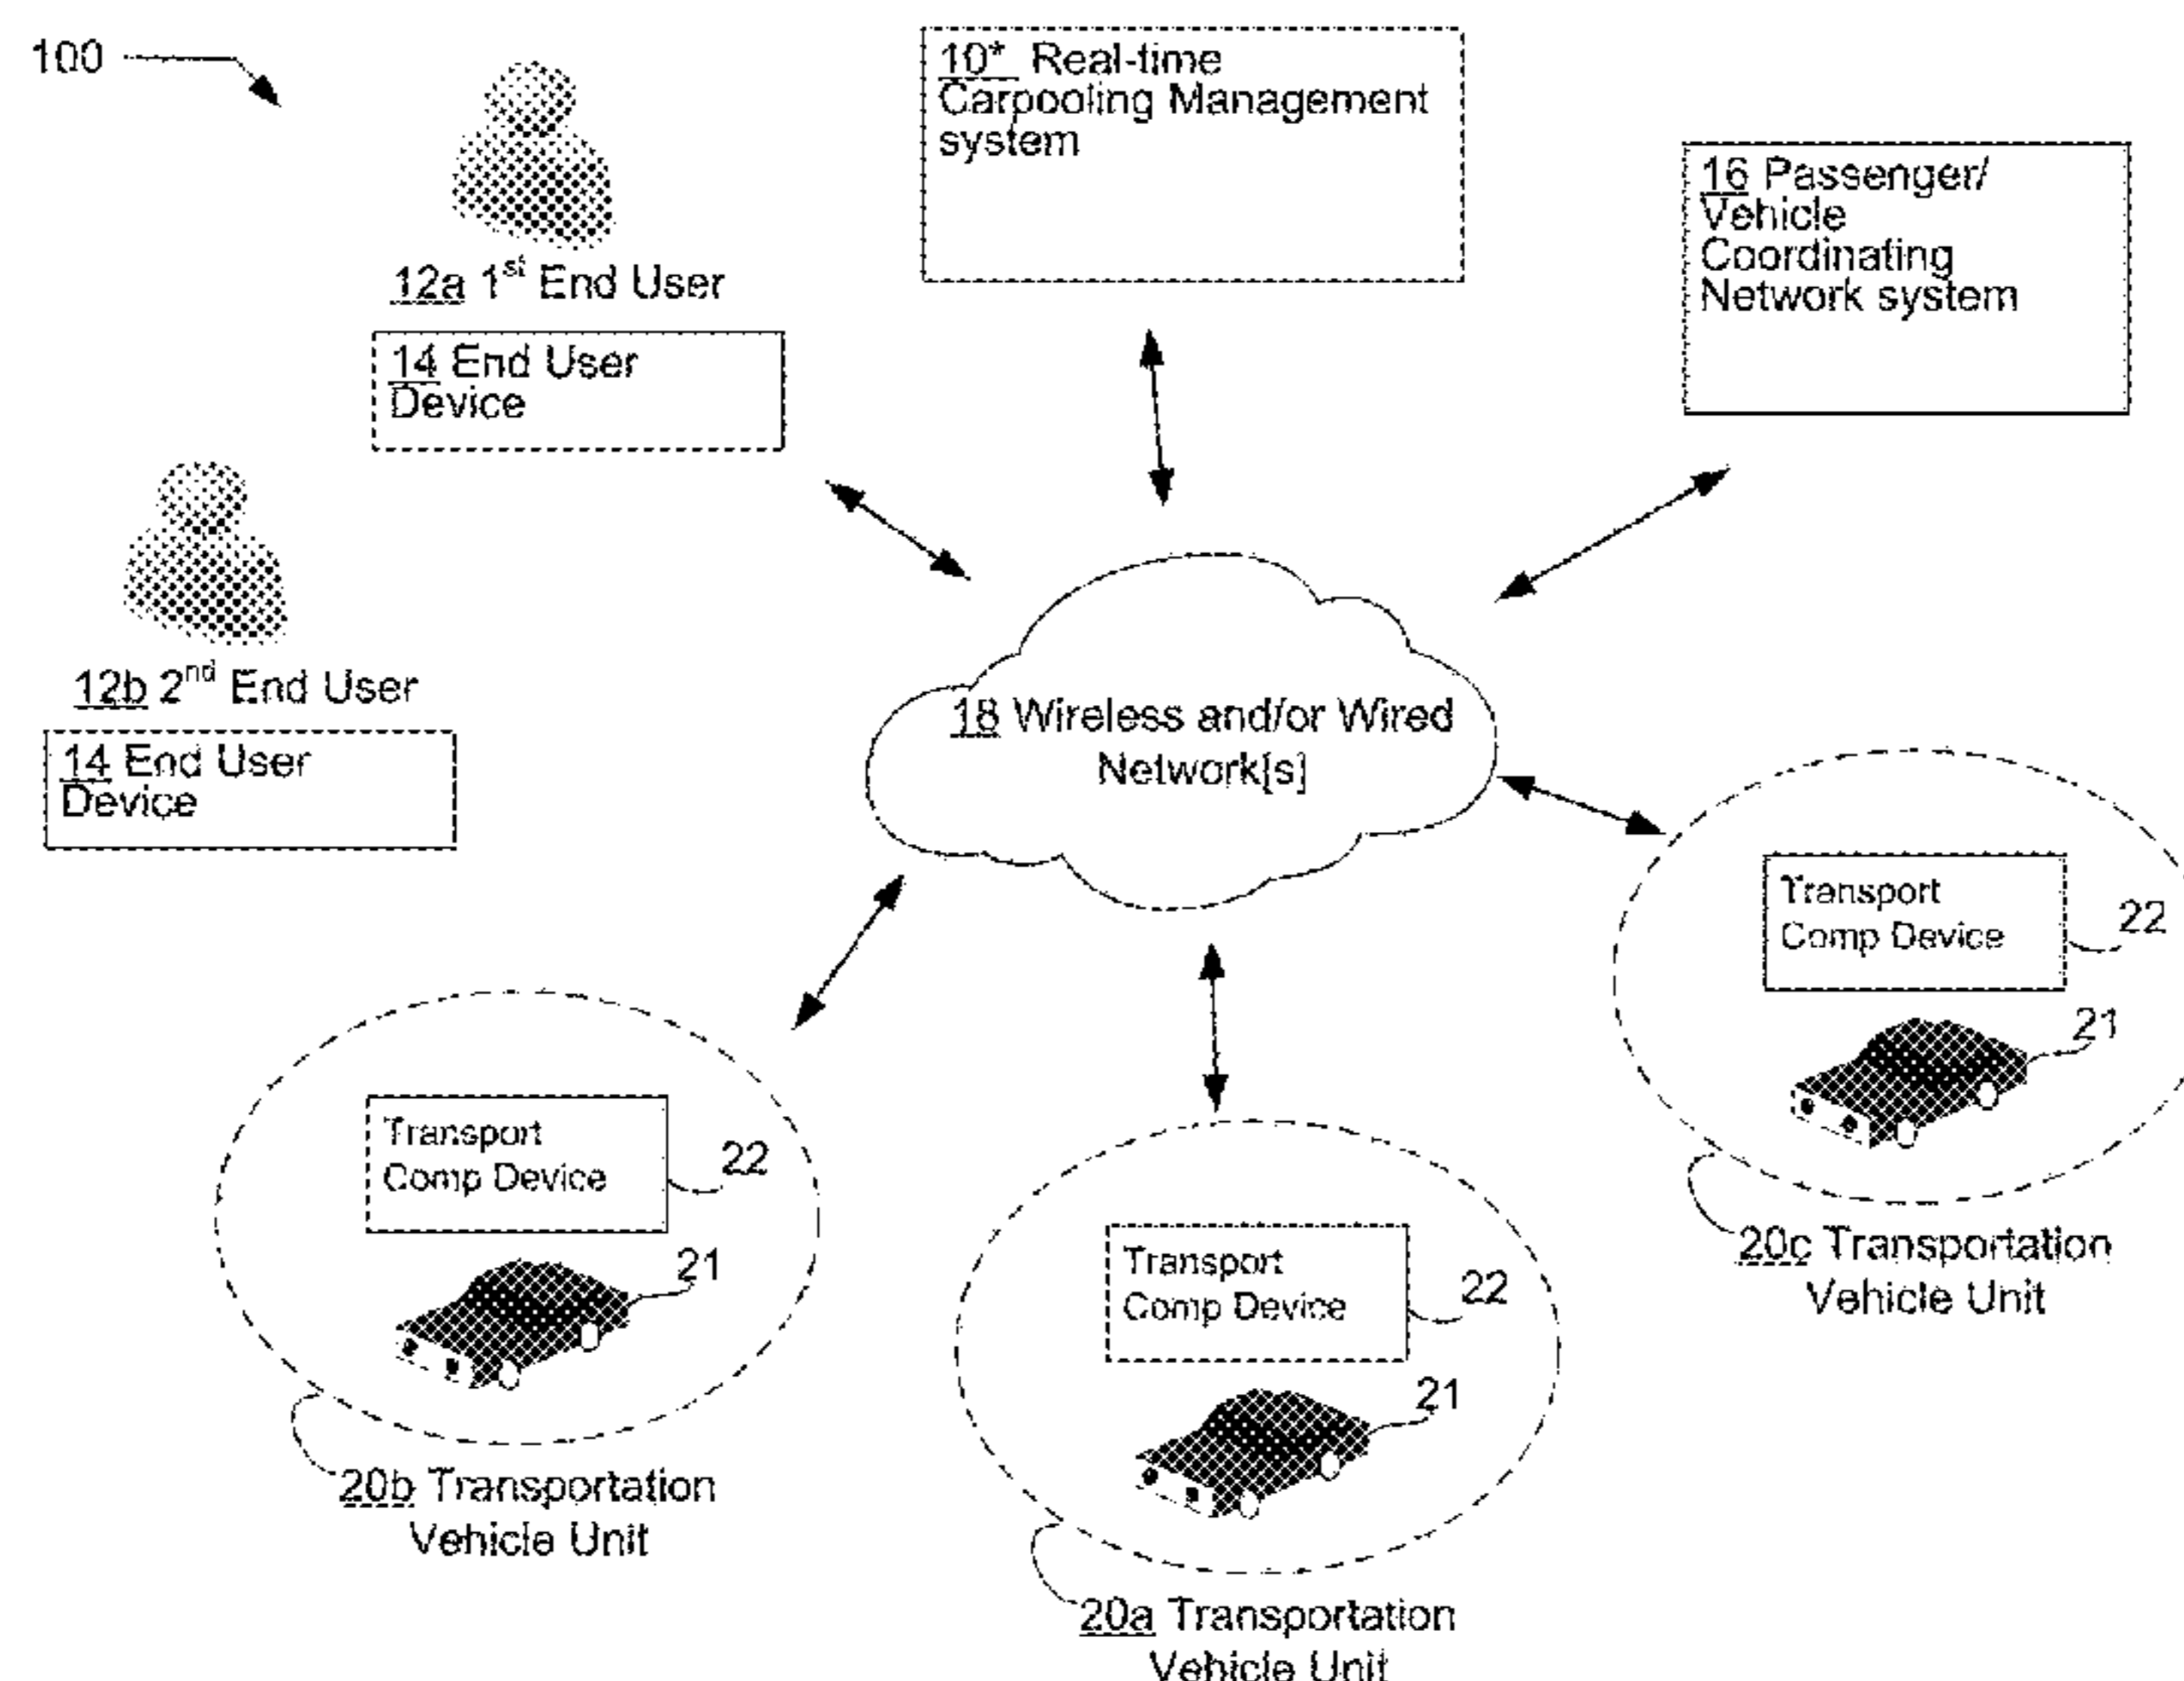 100
10* Real-time
Carpooling Management
system
16 Passenger/
Vehicle
Coordinating
Network system
12a 1st End User
14 End User
Device
12b 2nd End User
14 End User
Device
18 Wireless and/or Wired
Network[s]
Transport
Comp Device
22
21
20c Transportation
Vehicle Unit
Transport
Comp Device
22
21
20b Transportation
Vehicle Unit
Transport
Comp Device
22
21
20a Transportation
Vehicle Unit